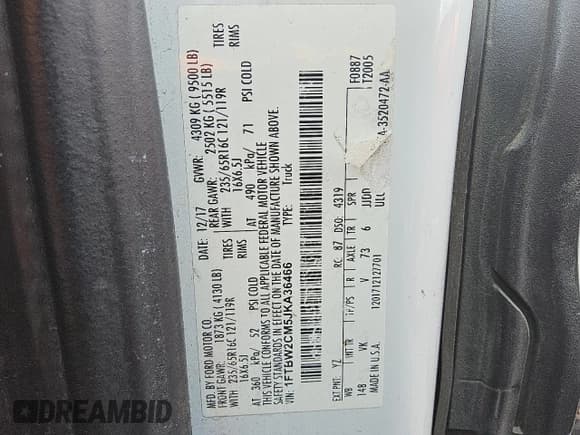 MFD. BY FORD MOTOR CO. 12/17 GVWR: 4309 KG ( 9500 LB)
FRONT GAWR: 1873 KG (4130 LB) REAR GAWR: 2502 KG ( 5515 LB)
235/65R16C 121/119R TIRES WITH 235/65R16C 121/119R TIRES
16X6.5J RIMS 16X6.5J RIMS
AT 360 kPa/ 52 PSI COLD AT 490 kPa/ 71 PSI COLD
THIS VEHICLE CONFORMS TO ALL APPLICABLE FEDERAL MOTOR VEHICLE
SAFETY STANDARDS IN EFFECT ON THE DATE OF MANUFACTURE SHOWN ABOVE.
VIN: 1FTBW2CM5JKA36466 TYPE: Truck
F0887
T2005
EXT PNT: YZ RC: 87 DSO: 4319
WB INT TR TP/PS R AXLE TR SPR
148 VK V 73 6 JJDD
MADE IN U.S.A. 1207171217701 ULL
A-3520472-AA
DREAMBID